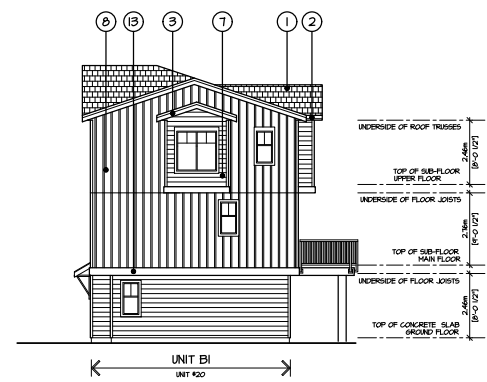 8 13 3 7 1 2
UNDERSIDE OF ROOF TRUSSES
2.46m
[8'-0 1/2"]
TOP OF SUB-FLOOR
UPPER FLOOR
UNDERSIDE OF FLOOR JOISTS
2.76m
[9'-0 1/2"]
TOP OF SUB-FLOOR
MAIN FLOOR
UNDERSIDE OF FLOOR JOISTS
2.46m
[8'-0 1/2"]
TOP OF CONCRETE SLAB
GROUND FLOOR
UNIT B1
UNIT #20